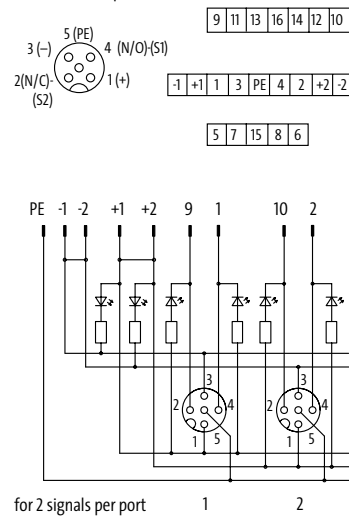 9 11 13 16 14 12 10
5 (PE)
3 (–) 4 (N/O)-(S1)
2(N/C)- 1 (+)
(S2)
-1 +1 1 3 PE 4 2 +2 -2
5 7 15 8 6
PE -1 -2 +1 +2 9 1 10 2
3 3
2 4 2 4
1 5 1 5
for 2 signals per port 1 2